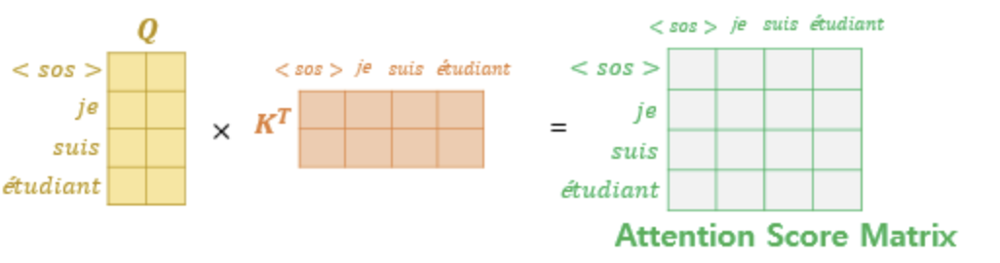 Q
< sos >
je
suis
étudiant
×
K^T
< sos > je suis étudiant
=
< sos > je suis étudiant
< sos >
je
suis
étudiant
Attention Score Matrix